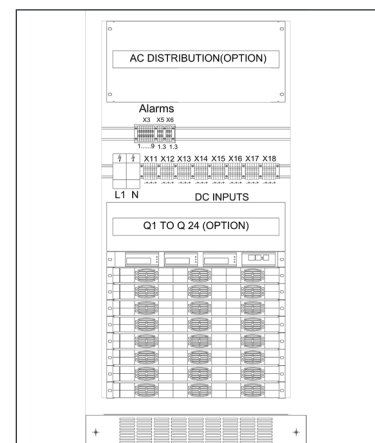 AC DISTRIBUTION(OPTION)
Alarms
X3 X5 X6
1......9 1.3 1.3
X11 X12 X13 X14 X15 X16 X17 X18
L1 N
DC INPUTS
Q1 TO Q 24 (OPTION)